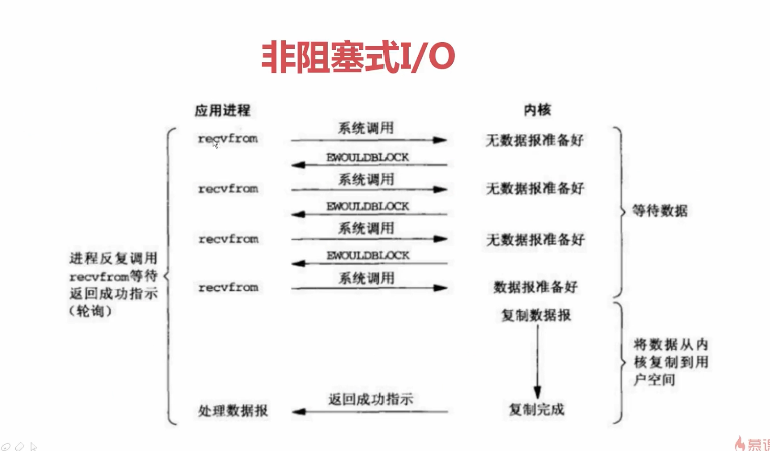 非阻塞式I/O
应用进程
内核
recvfrom
系统调用
无数据报准备好
EWOULDBLOCK
recvfrom
系统调用
无数据报准备好
EWOULDBLOCK
recvfrom
系统调用
无数据报准备好
EWOULDBLOCK
recvfrom
系统调用
数据报准备好
等待数据
进程反复调用
recvfrom等待
返回成功指示
（轮询）
复制数据报
将数据从内
核复制到用
户空间
处理数据报
返回成功指示
复制完成
慕